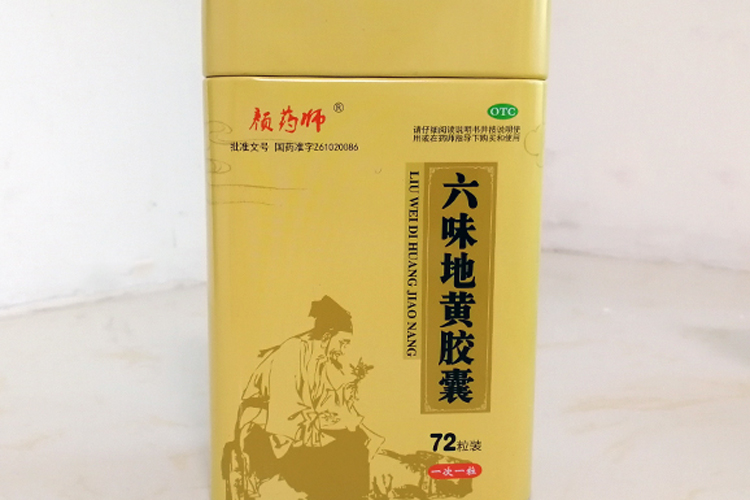 颜药师®
批准文号 国药准字Z61020086
OTC
请仔细阅读说明书并按说明使
用或在药师指导下购买和使用
六味地黄胶囊
LIU WEI DI HUANG JIAO NANG
72粒装
一次一粒